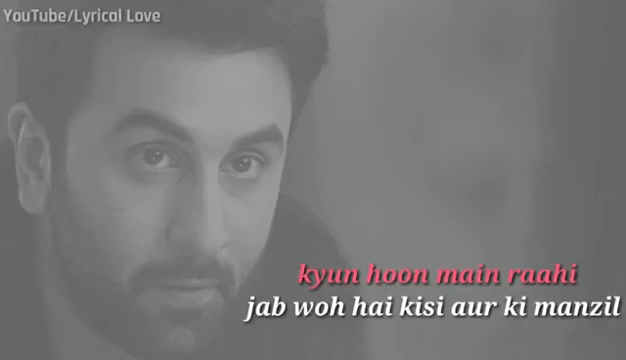 YouTube/Lyrical Love
kyun hoon main raahi
jab woh hai kisi aur ki manzil